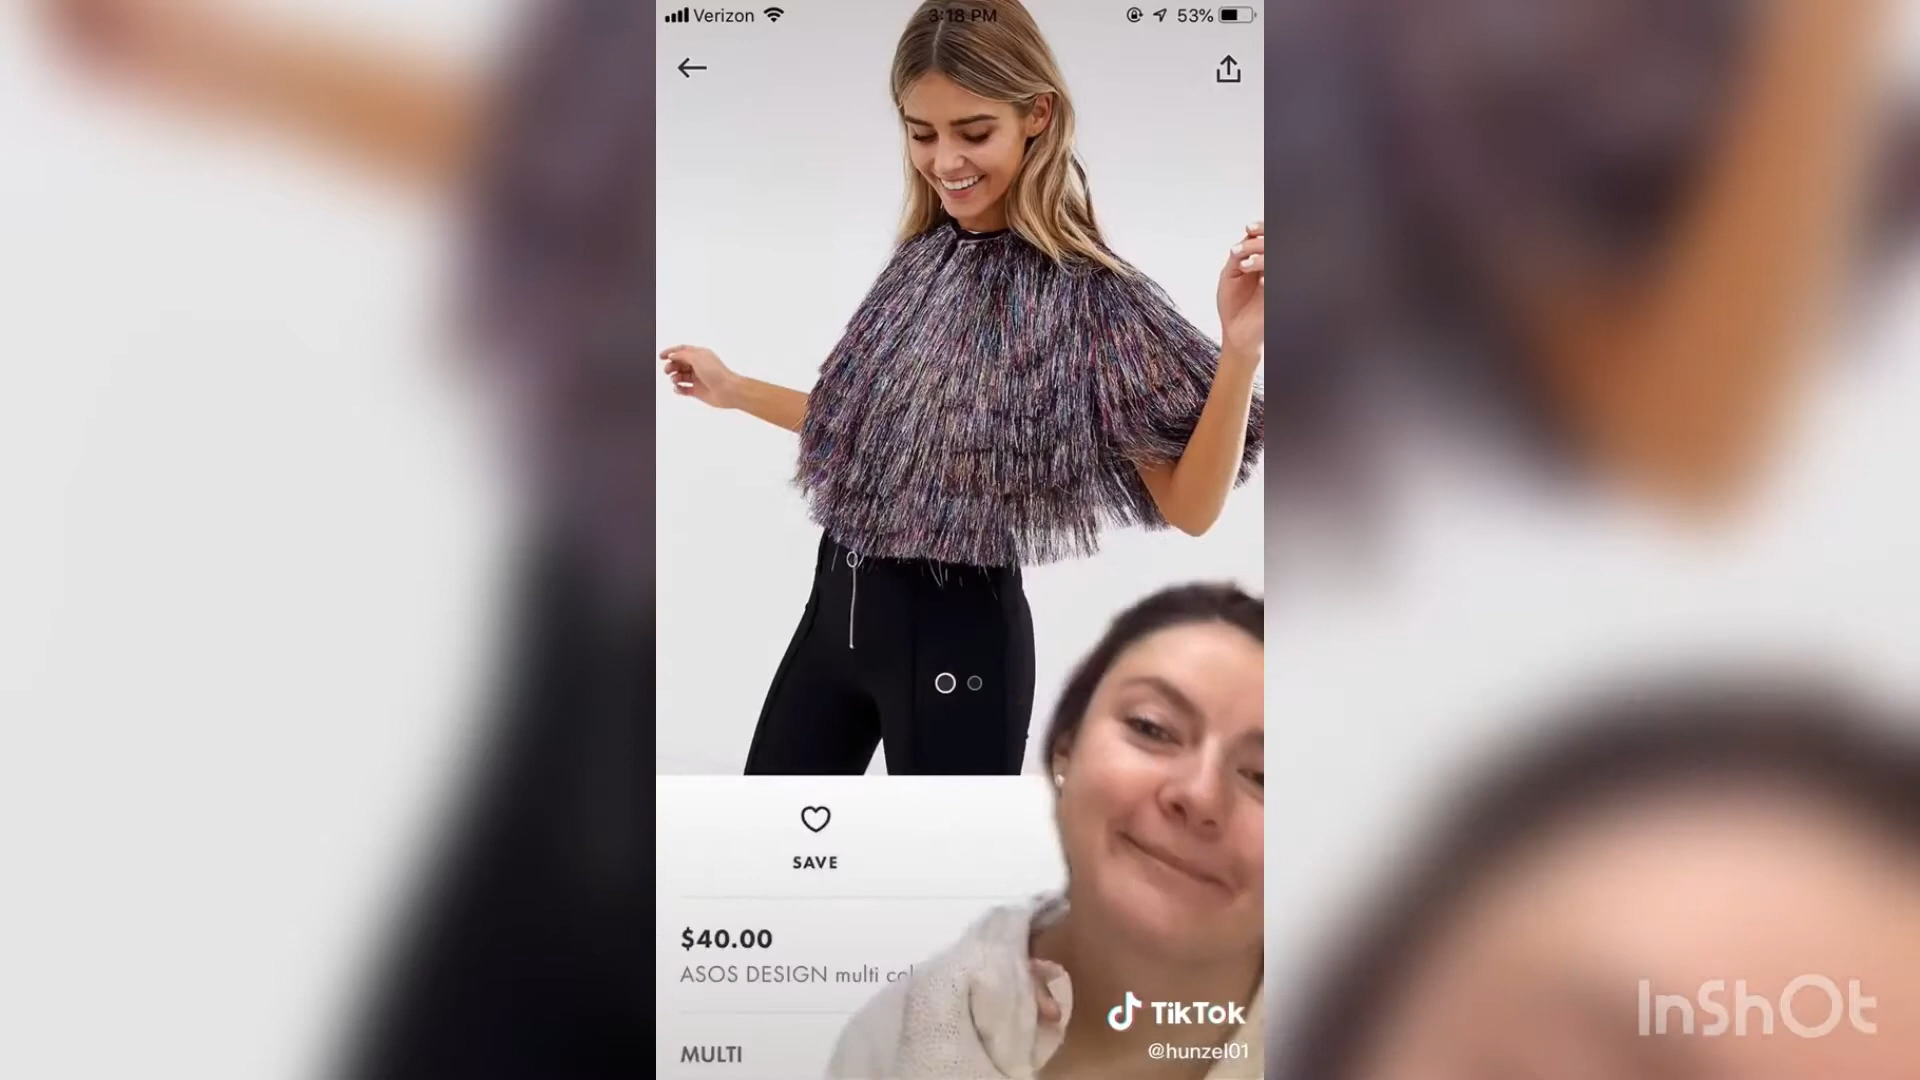 Verizon 3:18 PM 53%
SAVE
$40.00
ASOS DESIGN multi
MULTI
TikTok
@hunzel01
InShOt